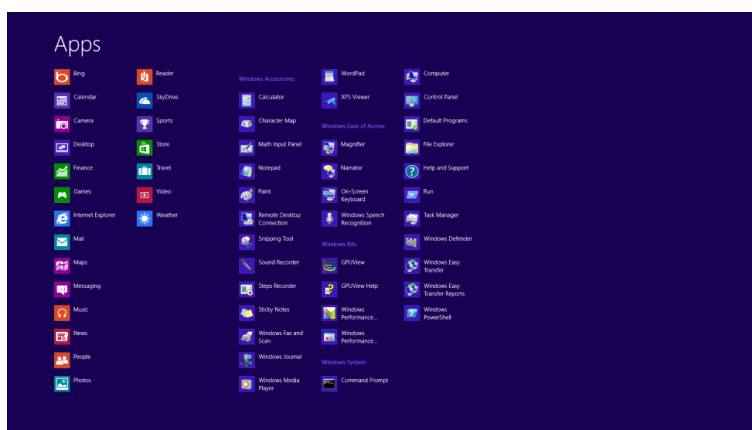 Apps
Bing
Calendar
Camera
Desktop
Finance
Games
Internet Explorer
Mail
Maps
Messaging
Music
News
People
Photos
Reader
SkyDrive
Sports
Store
Travel
Video
Weather
Windows Accessories
Calculator
Character Map
Math Input Panel
Notepad
Paint
Remote Desktop
Connection
Snipping Tool
Sound Recorder
Steps Recorder
Sticky Notes
Windows Fax and
Scan
Windows Journal
Windows Media
Player
WordPad
XPS Viewer
Windows Ease of Access
Magnifier
Narrator
On-Screen
Keyboard
Windows Speech
Recognition
Windows Kits
GPUView
GPUView Help
Windows
Performance...
Windows
Performance...
Windows System
Command Prompt
Computer
Control Panel
Default Programs
File Explorer
Help and Support
Run
Task Manager
Windows Defender
Windows Easy
Transfer
Windows Easy
Transfer Reports
Windows
PowerShell